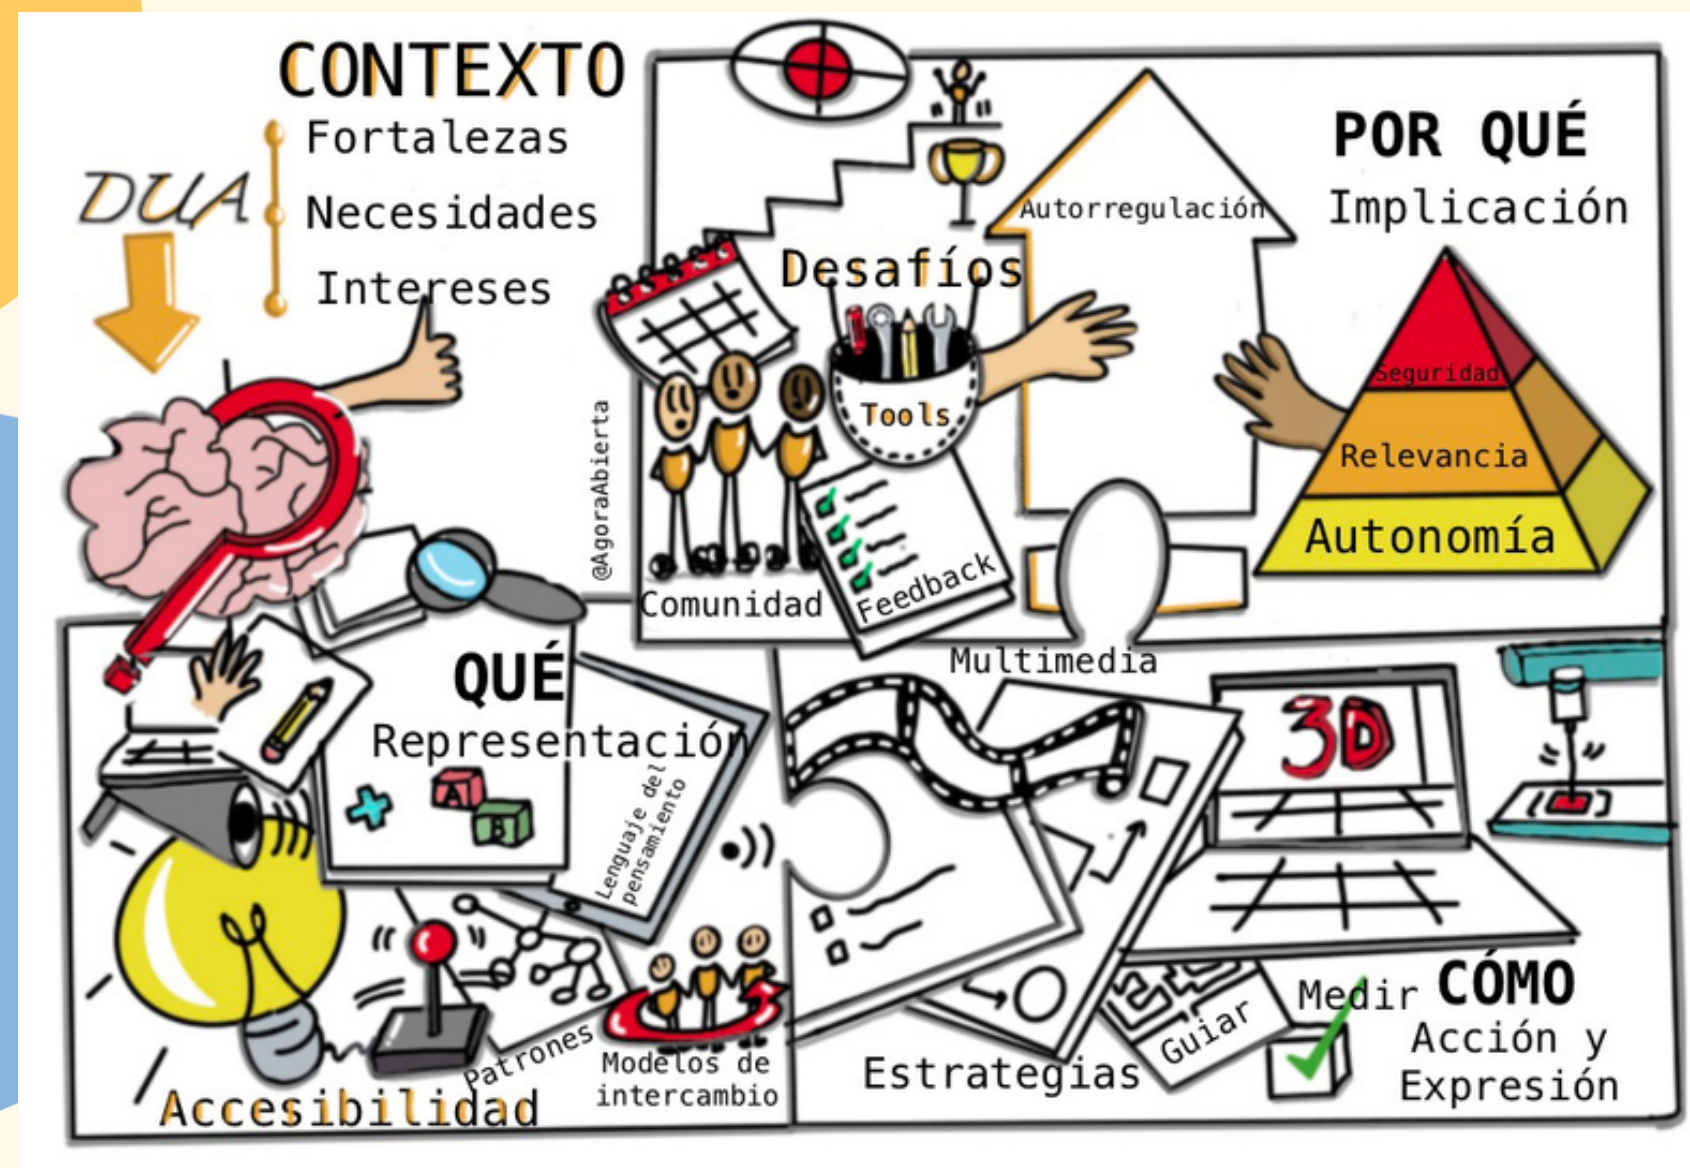 CONTEXTO
DUA
Fortalezas
Necesidades
Intereses
@AgoraAbierta
POR QUÉ
Implicación
Autorregulación
Desafíos
Tools
Seguridad
Relevancia
Autonomía
Comunidad
Feedback
QUÉ
Representación
A
B
Lenguaje del
pensamiento
Patrones
Modelos de
intercambio
Accesibilidad
Multimedia
3D
Estrategias
Guiar
Medir
CÓMO
Acción y
Expresión